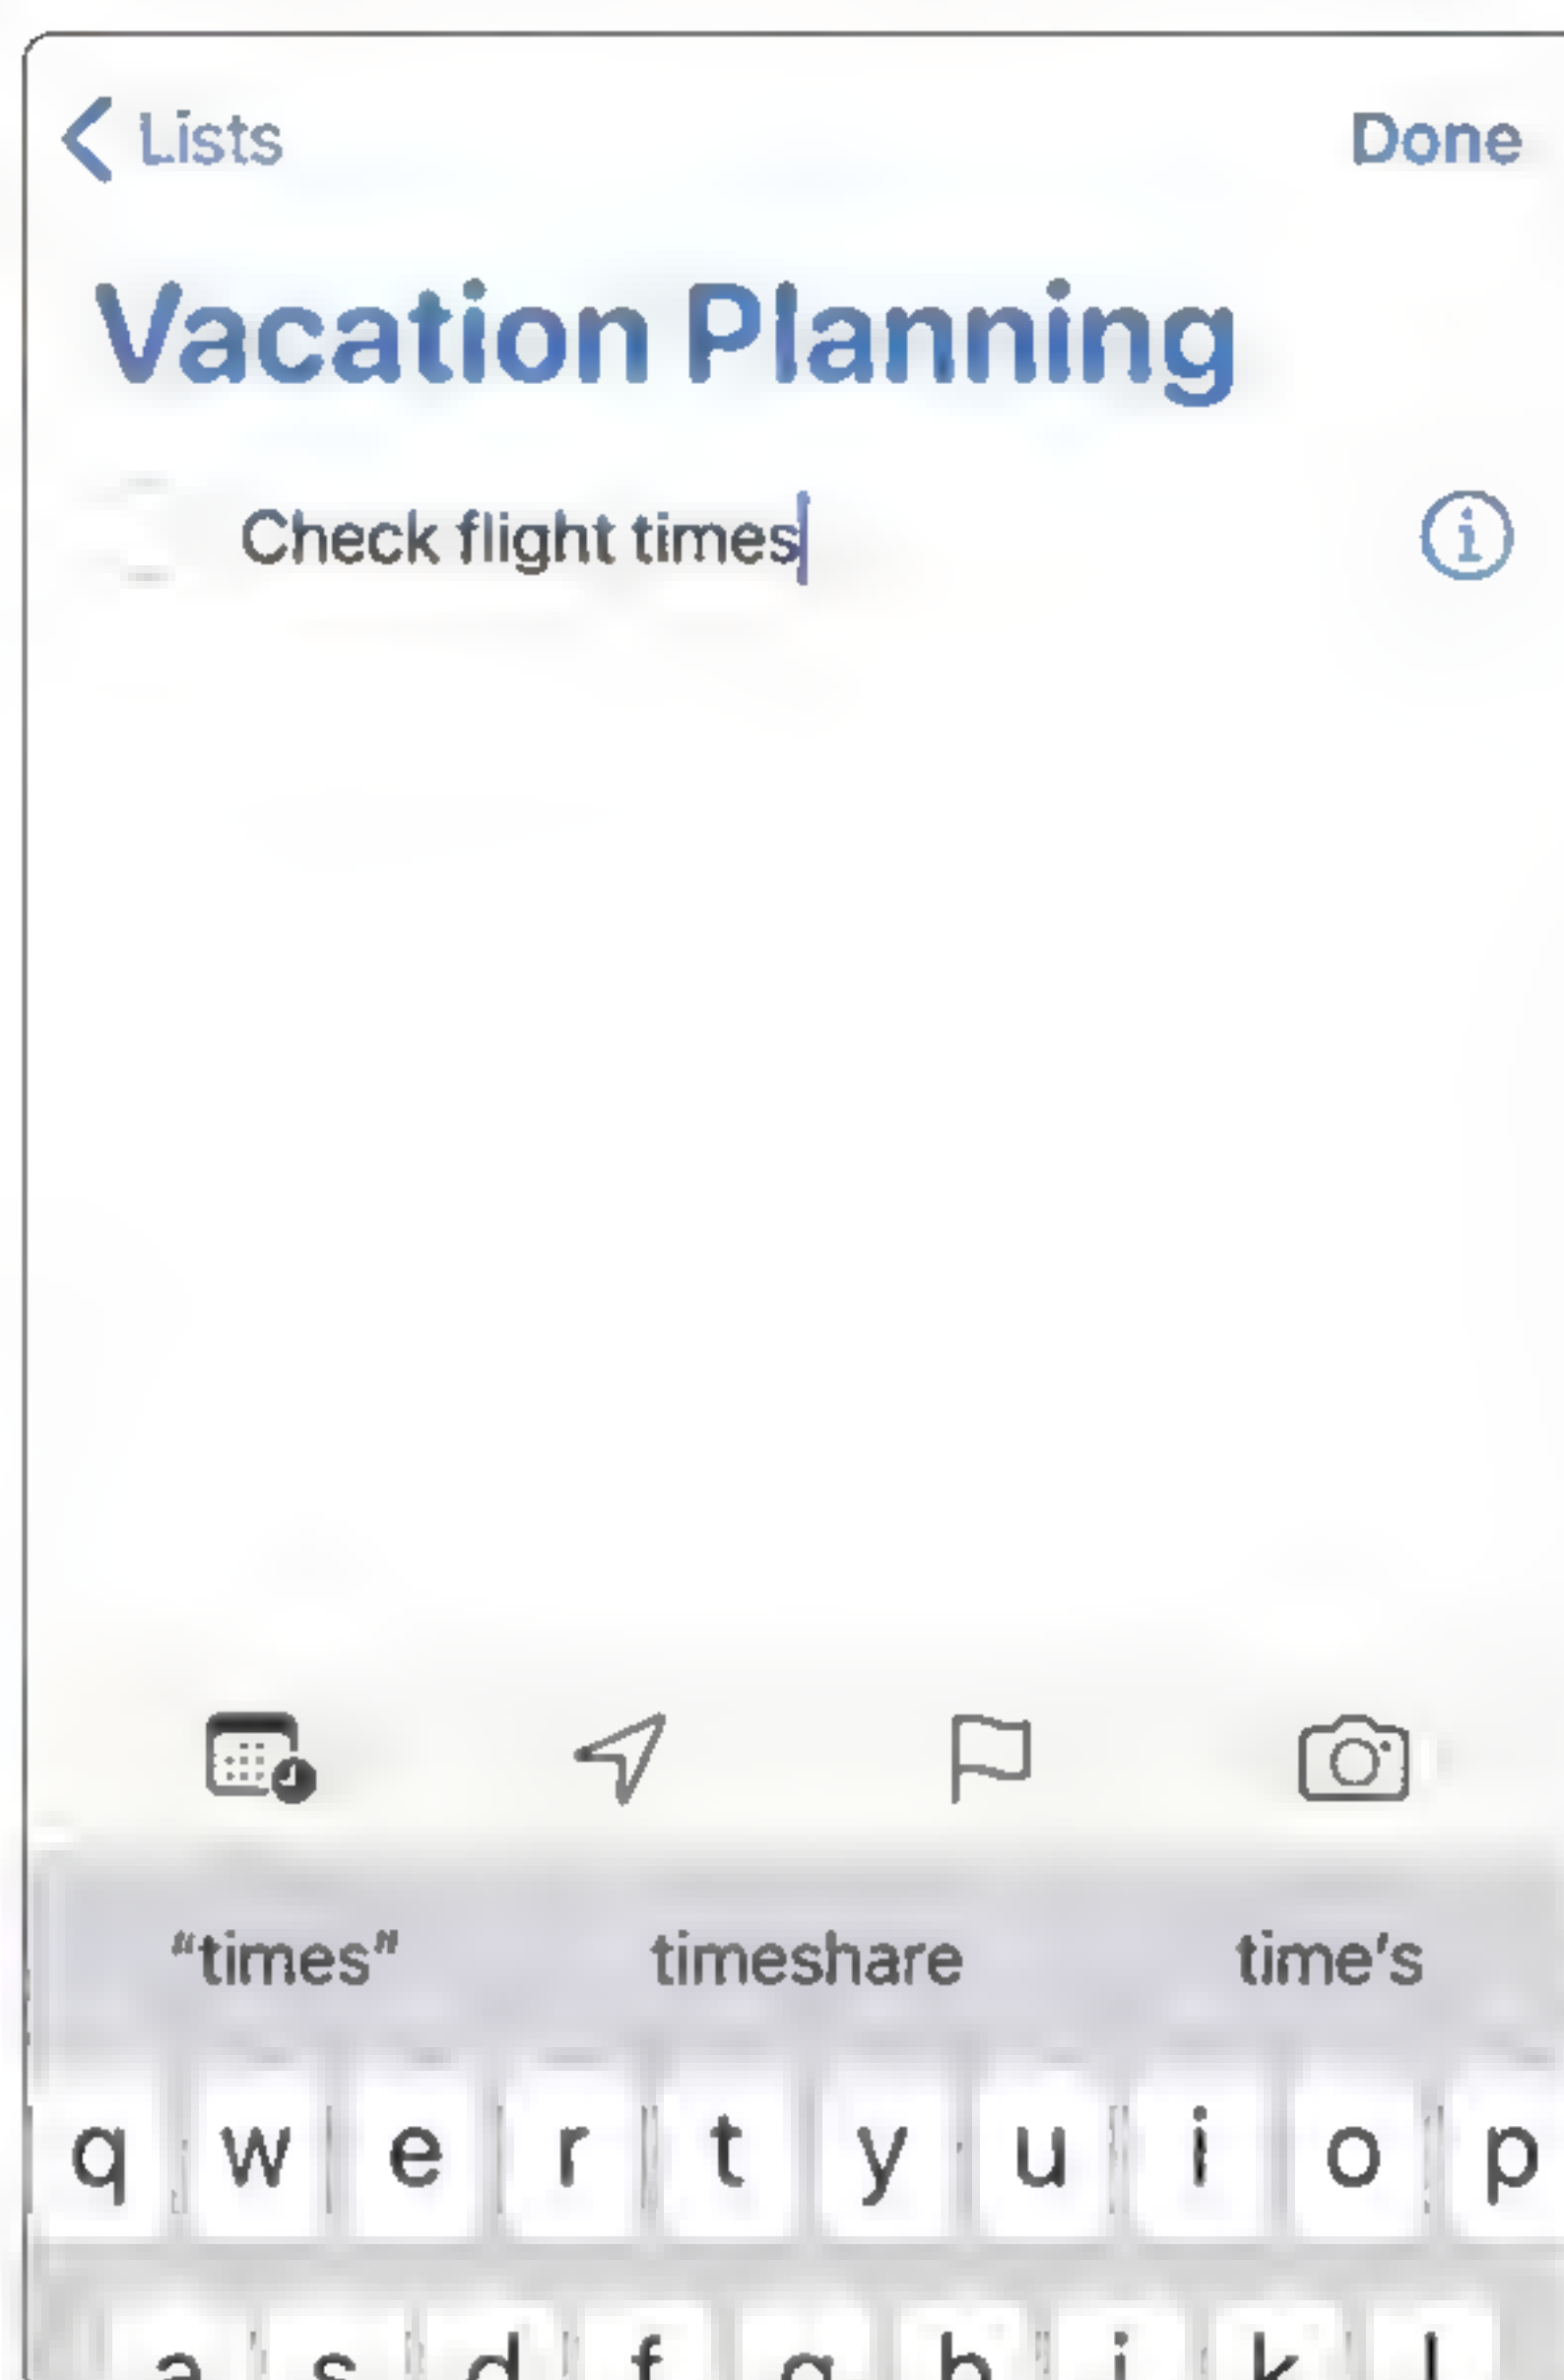 Lists Done
Vacation Planning
Check flight times
“times” timeshare time's
q w e r t y u i o p
a s d f g h j k l